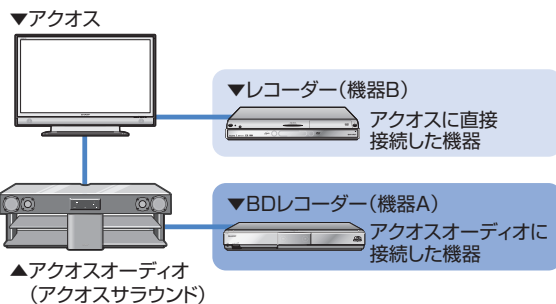 ▼アクオス
▼レコーダー（機器B）
アクオスに直接
接続した機器
▼BDレコーダー（機器A）
アクオスオーディオに
接続した機器
▲アクオスオーディオ
（アクオスサラウンド）